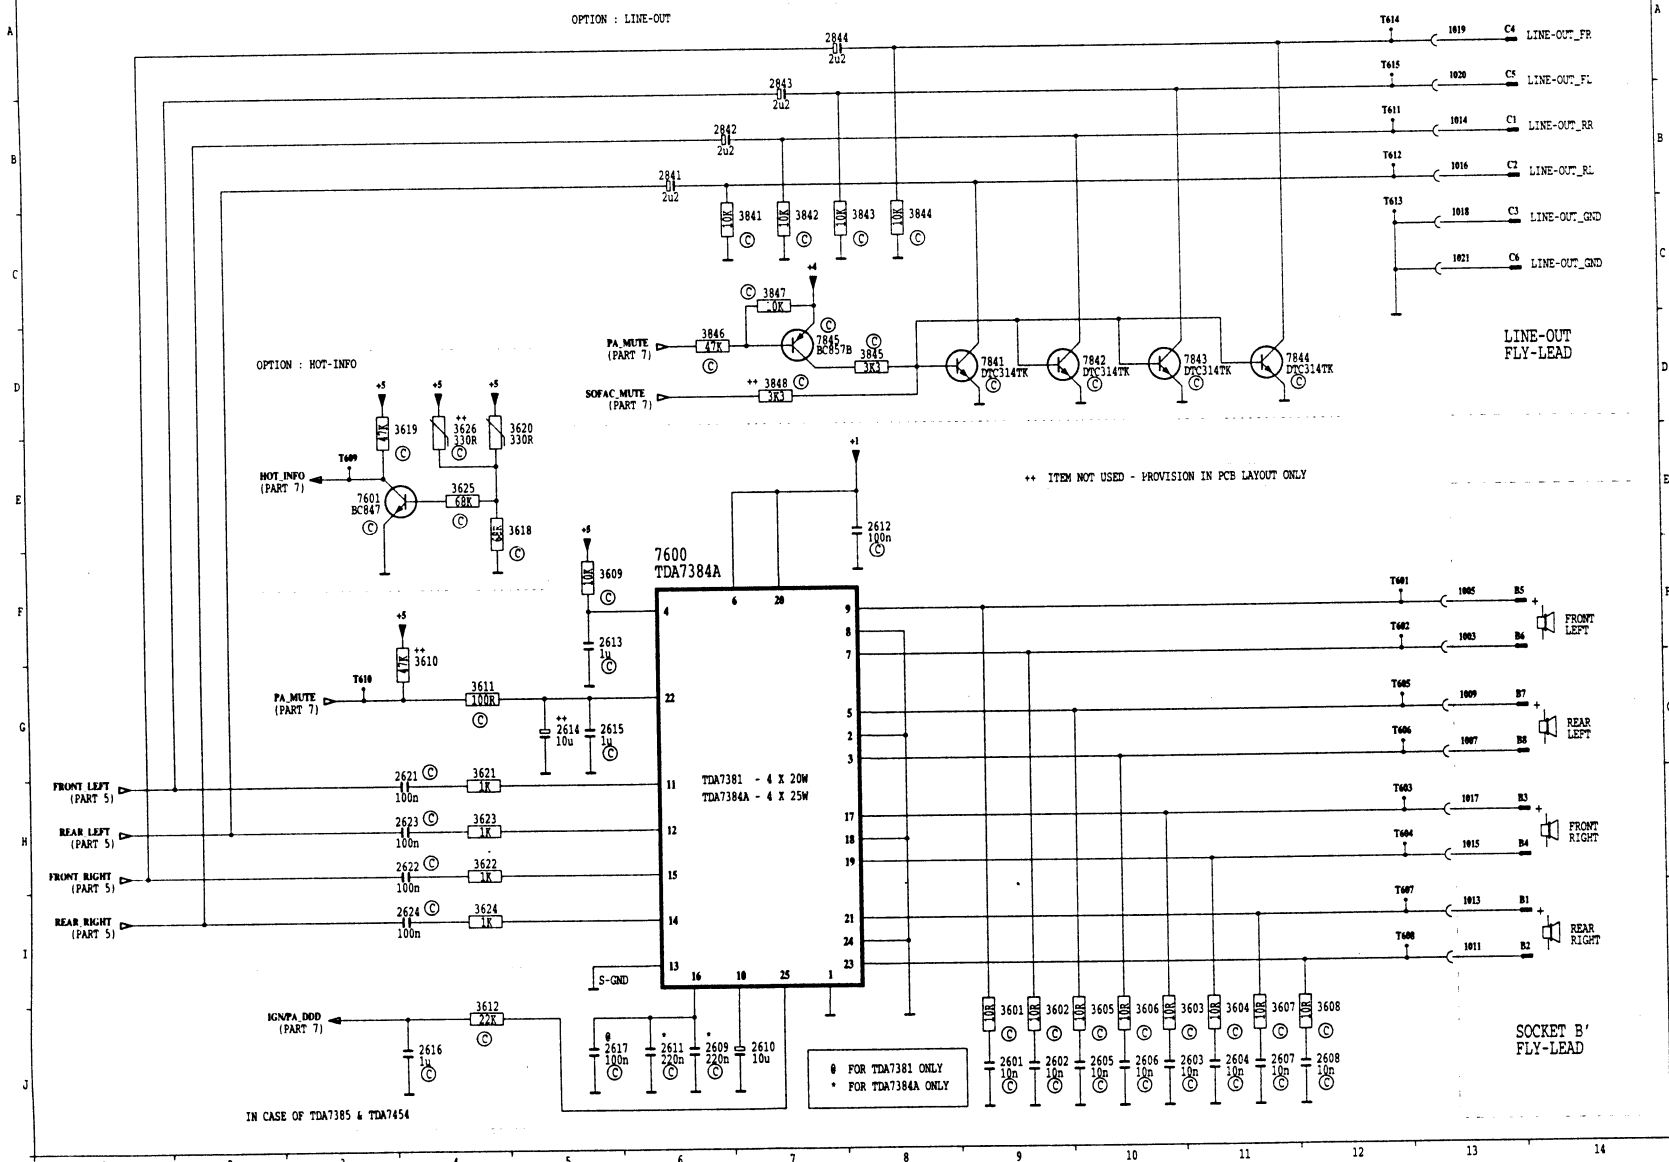 A
A
OPTION : LINE-OUT
2844
2u2
T614
1019
C4
LINE-OUT_FR
2843
2u2
T615
1020
C5
LINE-OUT_FL
2842
2u2
T611
1014
C1
LINE-OUT_RR
B
B
2841
2u2
T612
1016
C2
LINE-OUT_RL
10K
3841
©
10K
3842
©
10K
3843
©
10K
3844
©
T613
1018
C3
LINE-OUT_GND
C
C
1021
C6
LINE-OUT_GND
+4
©
3847
10K
PA_MUTE
(PART 7)
3846
47K
©
©
7845
BC857B
©
3845
3K3
7841
DTC314TK
©
7842
DTC314TK
©
7843
DTC314TK
©
7844
DTC314TK
©
LINE-OUT
FLY-LEAD
D
D
SOFAC_MUTE
(PART 7)
++
3848
3K3
©
OPTION : HOT-INFO
+5
+5
+5
47K
3619
©
++
3626
330R
©
3620
330R
T609
HOT_INFO
(PART 7)
7601
BC847
©
3625
68K
©
68K
3618
©
+1
++ ITEM NOT USED - PROVISION IN PCB LAYOUT ONLY
E
E
2612
100n
©
+5
10K
3609
©
7600
TDA7384A
6
20
4
9
T601
1005
B5
+
FRONT
LEFT
F
F
8
2613
1u
©
7
T602
1003
B6
+5
47K
++
3610
T610
PA_MUTE
(PART 7)
3611
100R
©
22
++
2614
10u
2615
1u
©
5
T605
1009
B7
+
REAR
LEFT
G
2
3
T606
1007
B8
TDA7381 - 4 X 20W
TDA7384A - 4 X 25W
FRONT_LEFT
(PART 5)
2621
©
100n
3621
1K
11
17
T603
1017
B3
+
FRONT
RIGHT
H
REAR_LEFT
(PART 5)
2623
©
100n
3623
1K
12
18
19
T604
1015
B4
FRONT_RIGHT
(PART 5)
2622
©
100n
3622
1K
15
REAR_RIGHT
(PART 5)
2624
©
100n
3624
1K
14
21
T607
1013
B1
+
REAR
RIGHT
I
24
23
T608
1011
B2
S-GND
13
16
10
25
1
IGN/PA_DDD
(PART 7)
3612
22K
©
2616
1u
©
@
2617
100n
©
*
2611
220n
©
*
2609
220n
©
2610
10u
@ FOR TDA7381 ONLY
* FOR TDA7384A ONLY
10R
3601
©
10R
3602
©
10R
3605
©
10R
3606
©
10R
3603
©
10R
3604
©
10R
3607
©
10R
3608
©
2601
10n
©
2602
10n
©
2605
10n
©
2606
10n
©
2603
10n
©
2604
10n
©
2607
10n
©
2608
10n
©
SOCKET B'
FLY-LEAD
J
IN CASE OF TDA7385 & TDA7454
6
7
8
9
10
11
12
13
14